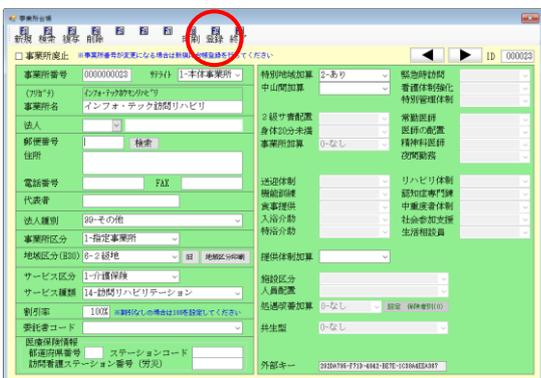 事業所台帳
新規 検索 複写 削除 印刷 登録 終了
□ 事業所廃止 ※事業所番号が変更になる場合は新規に台帳登録を行ってください ID 000023
事業所番号 0000000023 ｻﾃﾗｲﾄ 1-本体事業所
(ﾌﾘｶﾞﾅ) ｲﾝﾌｫ･ﾃｯｸﾎｳﾓﾝﾘﾊﾋﾞﾘ
事業所名 インフォ・テック訪問リハビリ
法人
郵便番号 検索
住所
電話番号 FAX
代表者
法人種別 99-その他
事業所区分 1-指定事業所
地域区分(H30) 6-2級地 旧 地域区分印刷
サービス区分 1-介護保険
サービス種類 14-訪問リハビリテーション
割引率 100% ※割引なしの場合は100を設定してください
委託者コード
医療保険情報
都道府県番号 ステーションコード
訪問看護ステーション番号 (労災)
特別地域加算 2-あり
中山間加算
2級サ責配置
身体20分未満
事業所加算 0-なし
送迎体制
機能訓練
食事提供
入浴介助
特浴介助
提供体制加算
施設区分
人員配置
処遇改善加算 0-なし 設定 保険者別(0)
共生型 0-なし
外部キー
緊急時訪問
看護体制強化
特別管理体制
常勤医師
医師の配置
精神科医師
夜間勤務
リハビリ体制
認知症専門棟
中重度者体制
社会参加支援
生活相談員